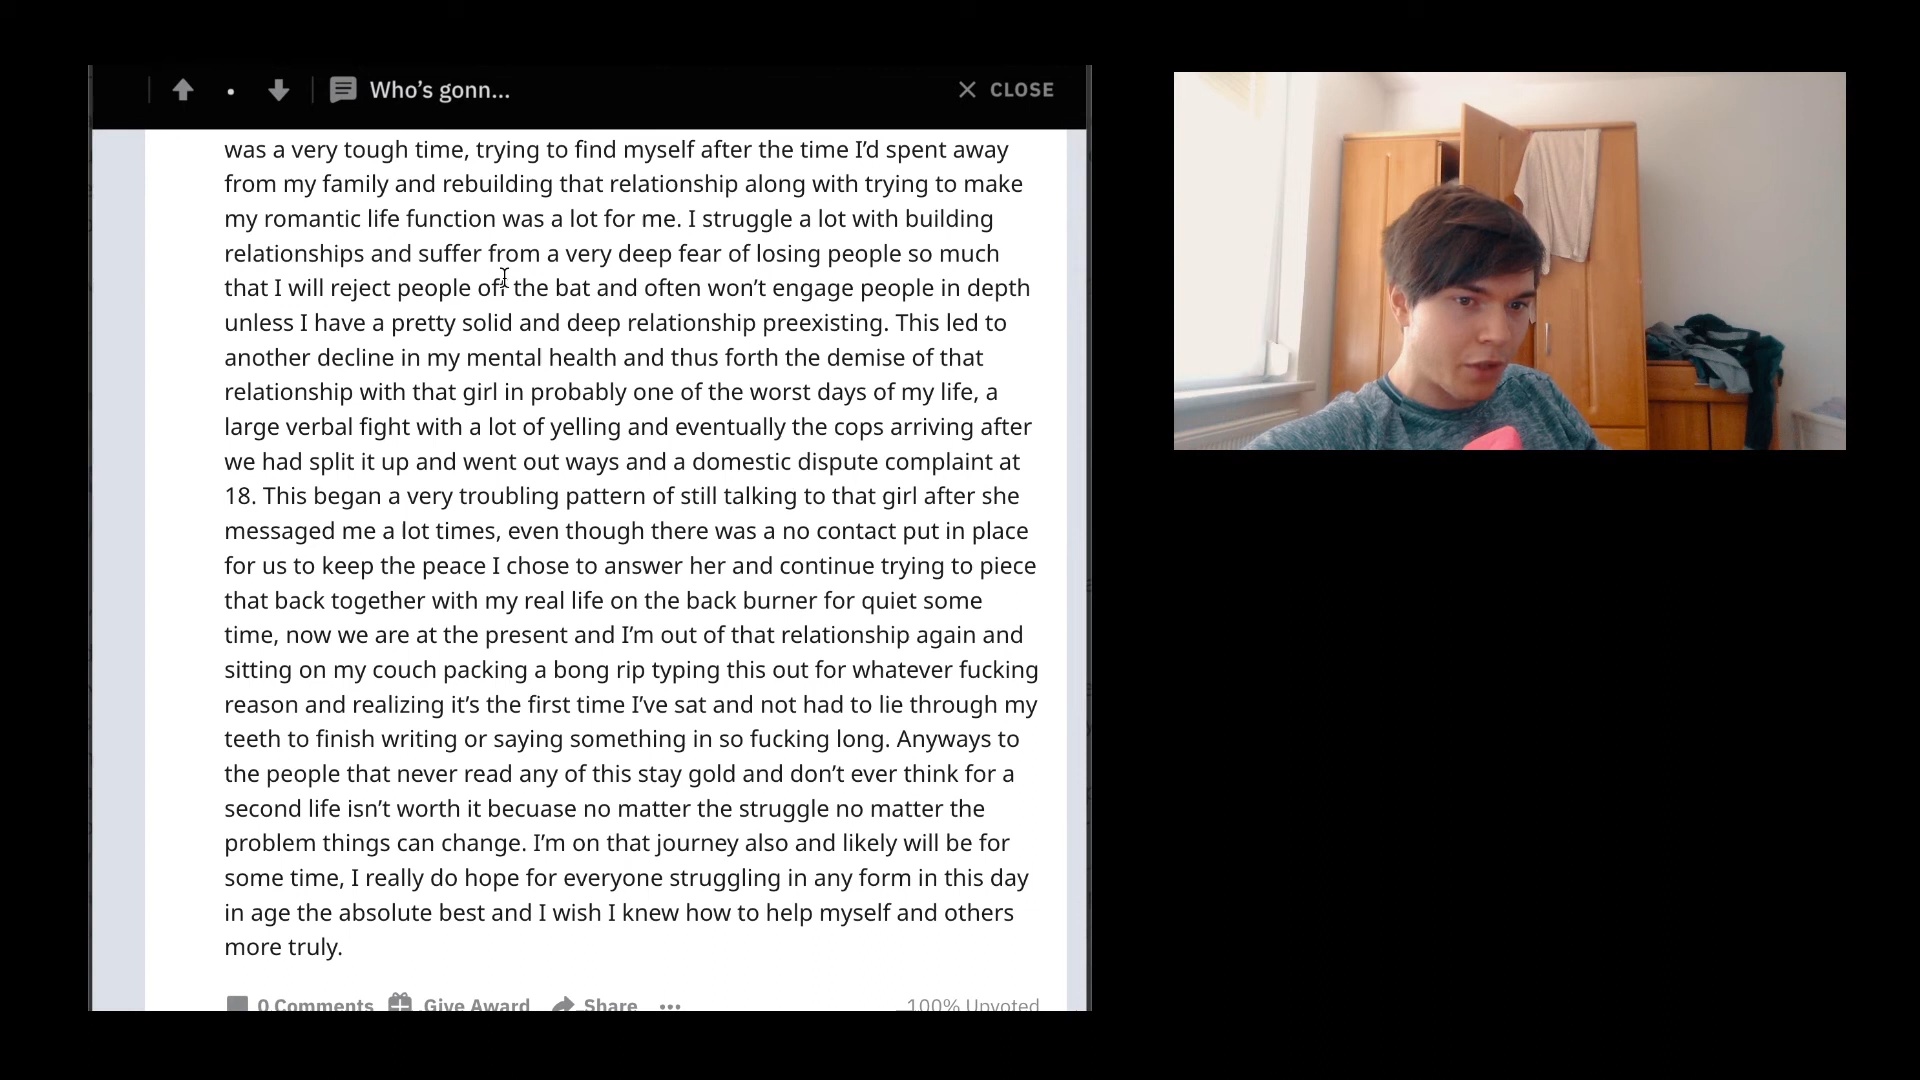 Who’s gonn...
CLOSE
was a very tough time, trying to find myself after the time I’d spent away
from my family and rebuilding that relationship along with trying to make
my romantic life function was a lot for me. I struggle a lot with building
relationships and suffer from a very deep fear of losing people so much
that I will reject people off the bat and often won’t engage people in depth
unless I have a pretty solid and deep relationship preexisting. This led to
another decline in my mental health and thus forth the demise of that
relationship with that girl in probably one of the worst days of my life, a
large verbal fight with a lot of yelling and eventually the cops arriving after
we had split it up and went out ways and a domestic dispute complaint at
18. This began a very troubling pattern of still talking to that girl after she
messaged me a lot times, even though there was a no contact put in place
for us to keep the peace I chose to answer her and continue trying to piece
that back together with my real life on the back burner for quiet some
time, now we are at the present and I’m out of that relationship again and
sitting on my couch packing a bong rip typing this out for whatever fucking
reason and realizing it’s the first time I’ve sat and not had to lie through my
teeth to finish writing or saying something in so fucking long. Anyways to
the people that never read any of this stay gold and don’t ever think for a
second life isn’t worth it becuase no matter the struggle no matter the
problem things can change. I’m on that journey also and likely will be for
some time, I really do hope for everyone struggling in any form in this day
in age the absolute best and I wish I knew how to help myself and others
more truly.
0 Comments Give Award Share ••• 100% Upvoted